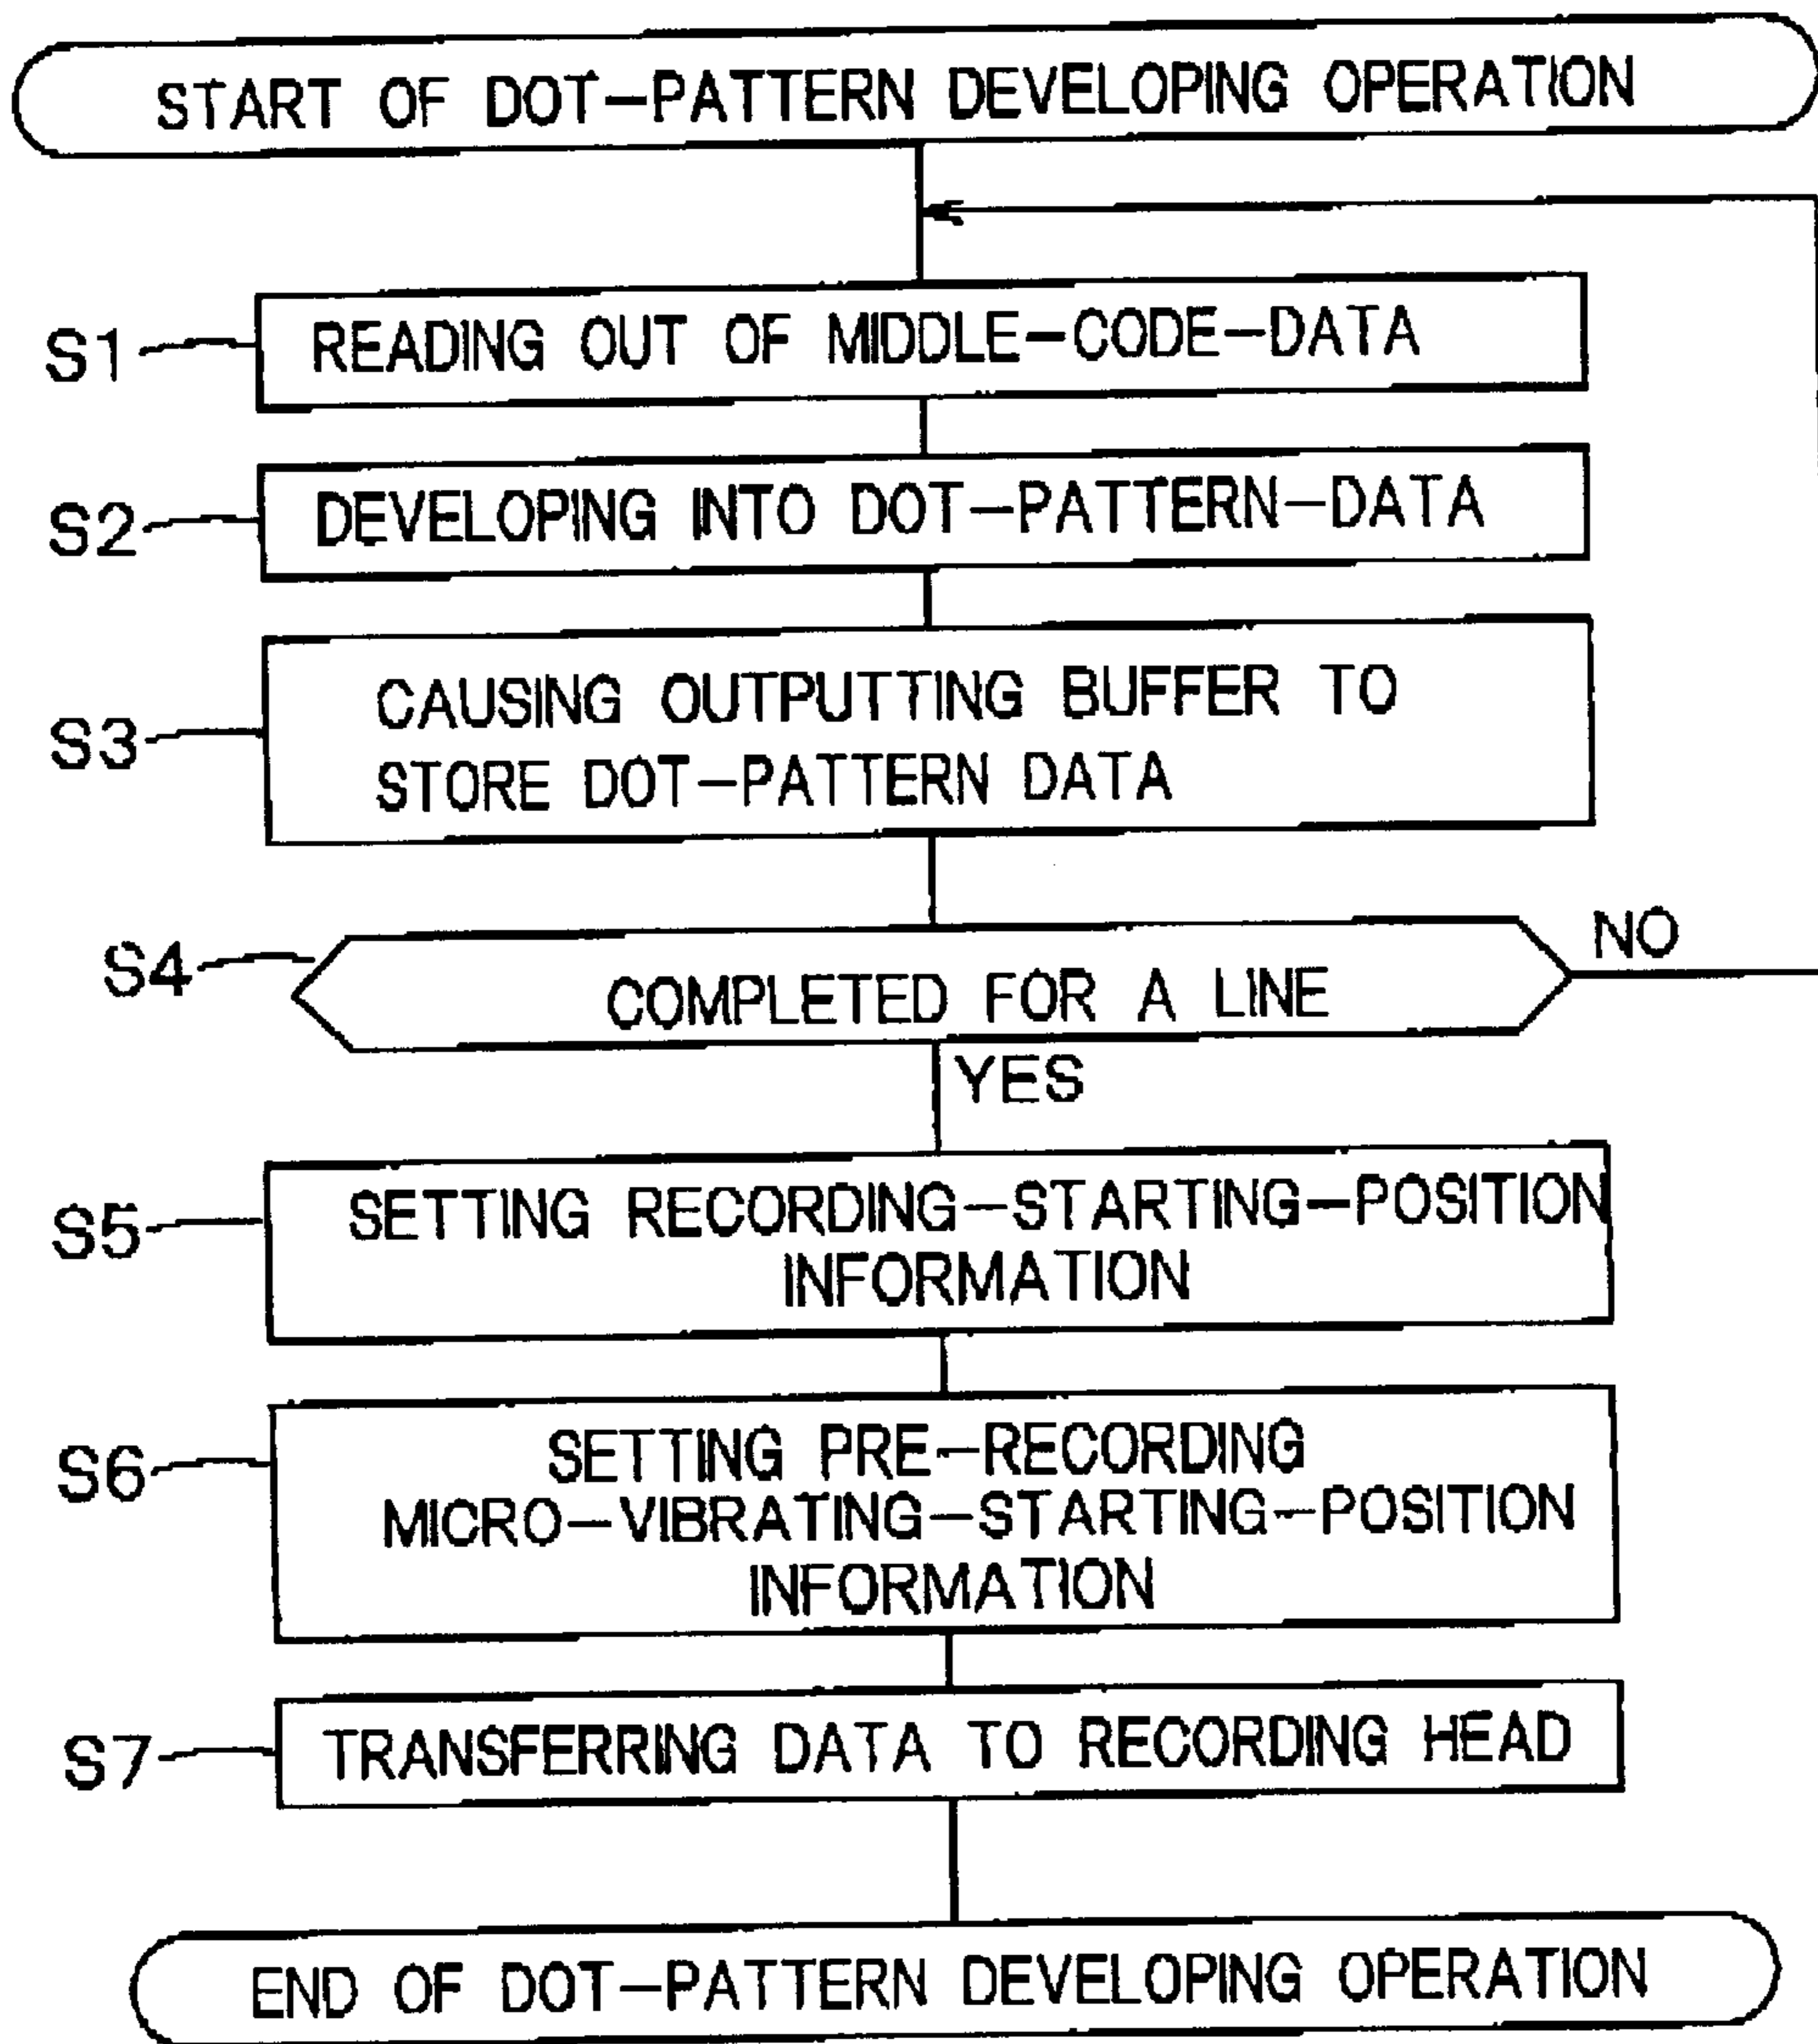 START OF DOT-PATTERN DEVELOPING OPERATION
S1
READING OUT OF MIDDLE-CODE-DATA
S2
DEVELOPING INTO DOT-PATTERN-DATA
S3
CAUSING OUTPUTTING BUFFER TO
STORE DOT-PATTERN DATA
S4
COMPLETED FOR A LINE
NO
YES
S5
SETTING RECORDING-STARTING-POSITION
INFORMATION
S6
SETTING PRE-RECORDING
MICRO-VIBRATING-STARTING-POSITION
INFORMATION
S7
TRANSFERRING DATA TO RECORDING HEAD
END OF DOT-PATTERN DEVELOPING OPERATION